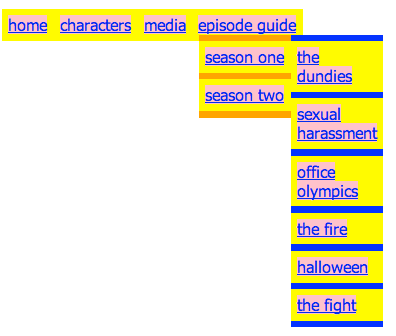 home characters media episode guide
season one
season two
the
dundies
sexual
harassment
office
olympics
the fire
halloween
the fight